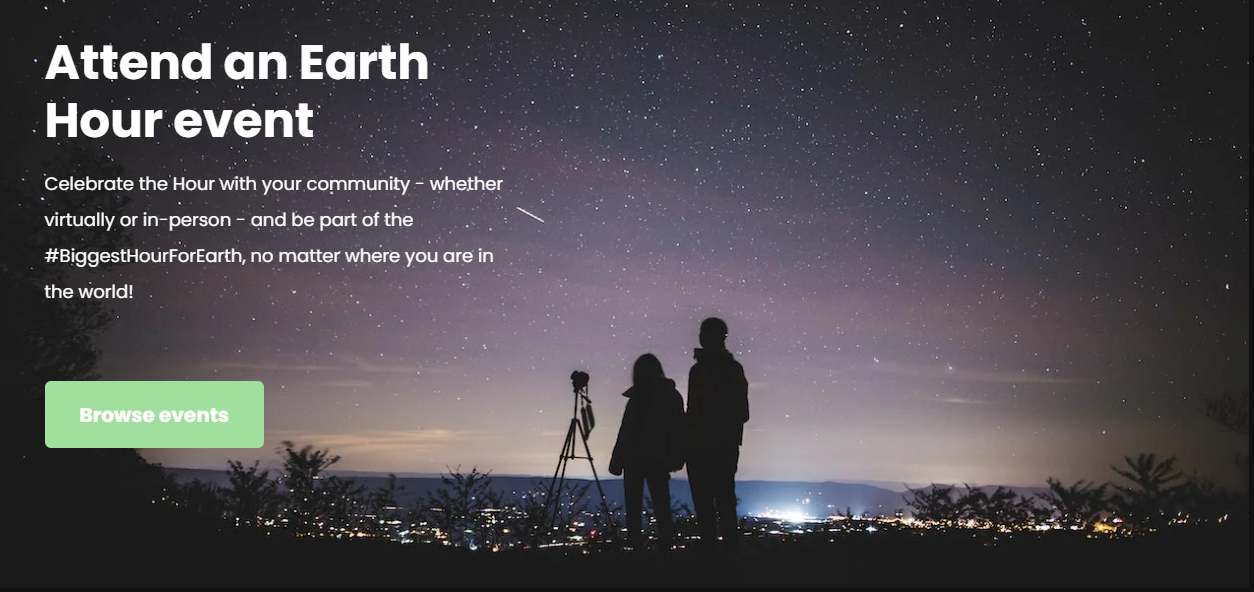 Attend an Earth
Hour event
Celebrate the Hour with your community - whether
virtually or in-person - and be part of the
#BiggestHourForEarth, no matter where you are in
the world!
Browse events